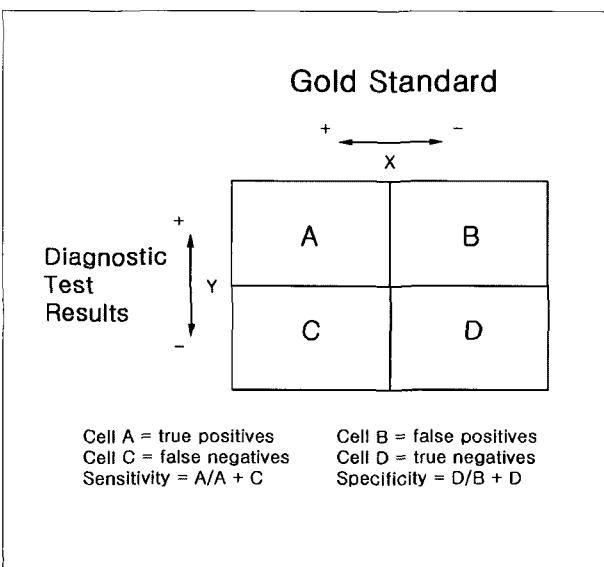 Gold Standard
+ −
X
+
A B
Diagnostic
Test
Results
Y
C D
−
Cell A = true positives
Cell C = false negatives
Sensitivity = A/A + C
Cell B = false positives
Cell D = true negatives
Specificity = D/B + D